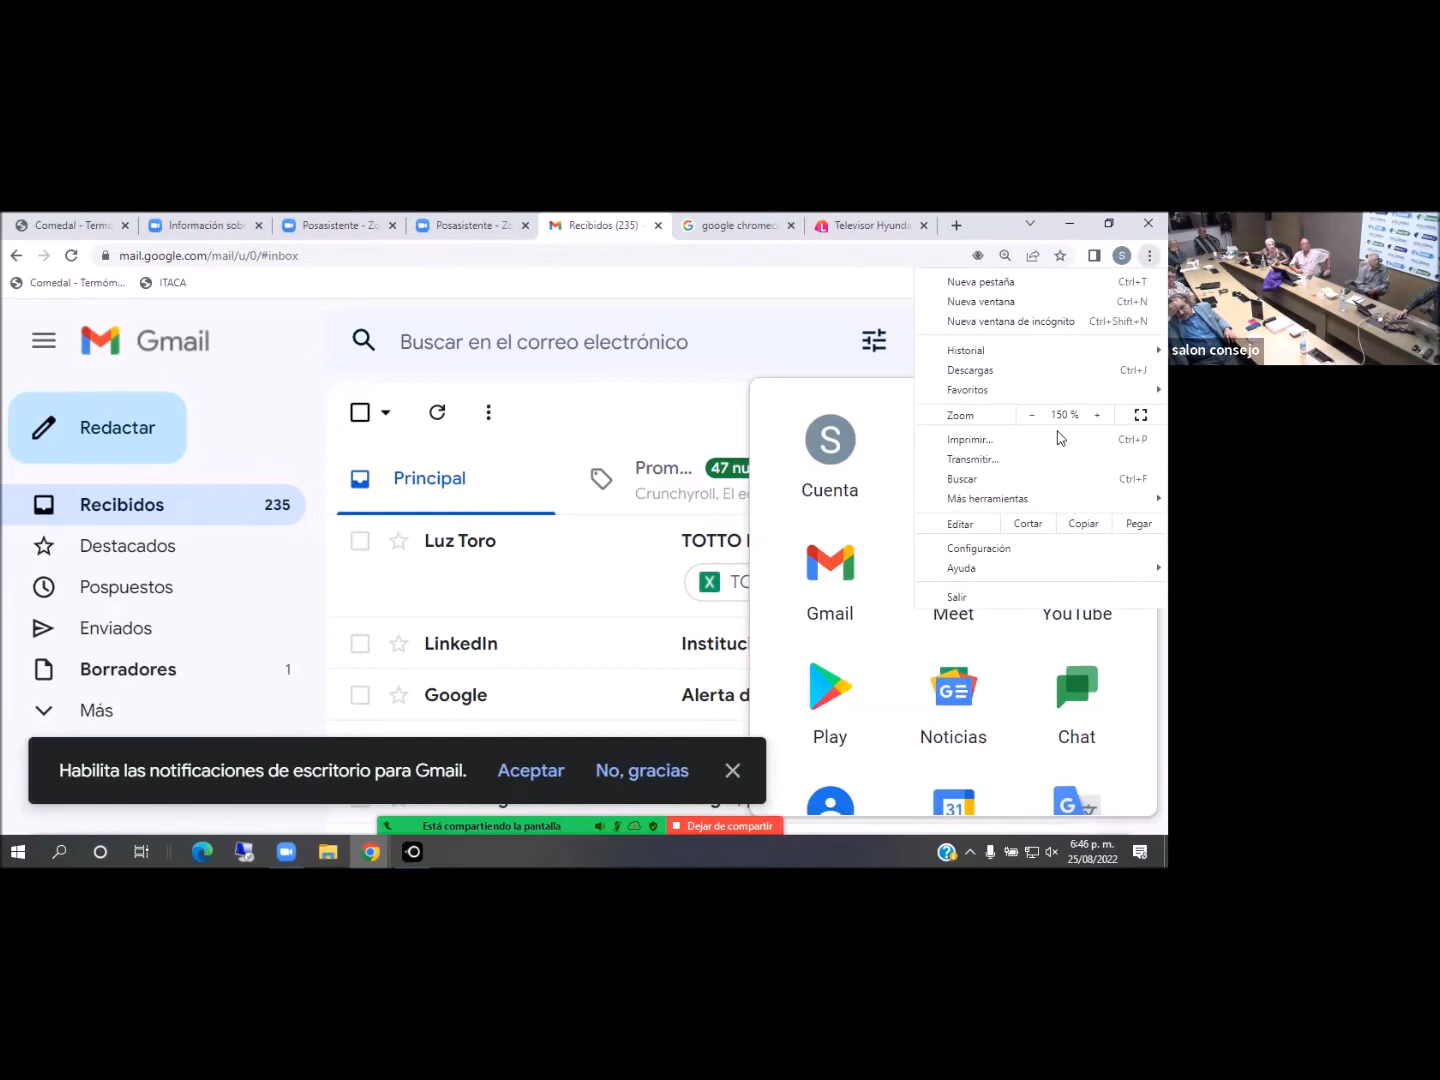 Comedal - Termó
Información sob
Posasistente - Zo
Posasistente - Zo
Recibidos (235) -
google chromec
Televisor Hyunda
mail.google.com/mail/u/0/#inbox
S
Comedal - Termóm...
ITACA
Gmail
Buscar en el correo electrónico
Redactar
Recibidos 235
Destacados
Pospuestos
Enviados
Borradores 1
Más
Principal
Prom... 47 nu
Crunchyroll, El e
Luz Toro TOTTO
X TO
LinkedIn Instituc
Google Alerta d
Habilita las notificaciones de escritorio para Gmail. Aceptar No, gracias
S
Cuenta
Gmail
Meet
YouTube
Play
Noticias
Chat
31
G
Nueva pestaña Ctrl+T
Nueva ventana Ctrl+N
Nueva ventana de incógnito Ctrl+Shift+N
Historial
Descargas Ctrl+J
Favoritos
Zoom - 150 % +
Imprimir... Ctrl+P
Transmitir...
Buscar Ctrl+F
Más herramientas
Editar Cortar Copiar Pegar
Configuración
Ayuda
Salir
Está compartiendo la pantalla
Dejar de compartir
6:46 p. m.
25/08/2022
salon consejo